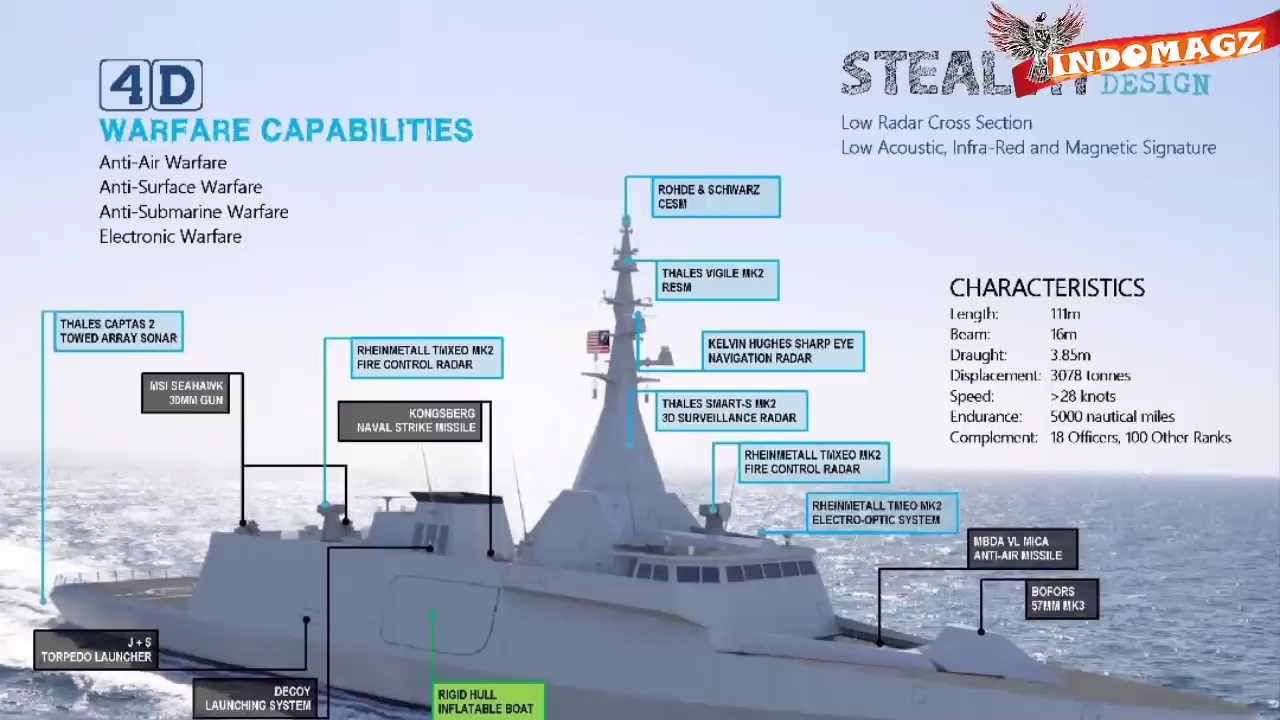 4D
WARFARE CAPABILITIES
Anti-Air Warfare
Anti-Surface Warfare
Anti-Submarine Warfare
Electronic Warfare
INDOMAGZ
DESIGN
Low Radar Cross Section
Low Acoustic, Infra-Red and Magnetic Signature
ROHDE & SCHWARZ
CESM
THALES VIGILE MK2
RESM
CHARACTERISTICS
Length: 111m
Beam: 16m
Draught: 3.85m
Displacement: 3078 tonnes
Speed: >28 knots
Endurance: 5000 nautical miles
Complement: 18 Officers, 100 Other Ranks
THALES CAPTAS 2
TOWED ARRAY SONAR
RHEINMETALL TMXEO MK2
FIRE CONTROL RADAR
KELVIN HUGHES SHARP EYE
NAVIGATION RADAR
MSI SEAHAWK
30MM GUN
KONGSBERG
NAVAL STRIKE MISSILE
THALES SMART-S MK2
3D SURVEILLANCE RADAR
RHEINMETALL TMXEO MK2
FIRE CONTROL RADAR
RHEINMETALL TMEO MK2
ELECTRO-OPTIC SYSTEM
MBDA VL MICA
ANTI-AIR MISSILE
BOFORS
57MM MK3
J + S
TORPEDO LAUNCHER
DECOY
LAUNCHING SYSTEM
RIGID HULL
INFLATABLE BOAT